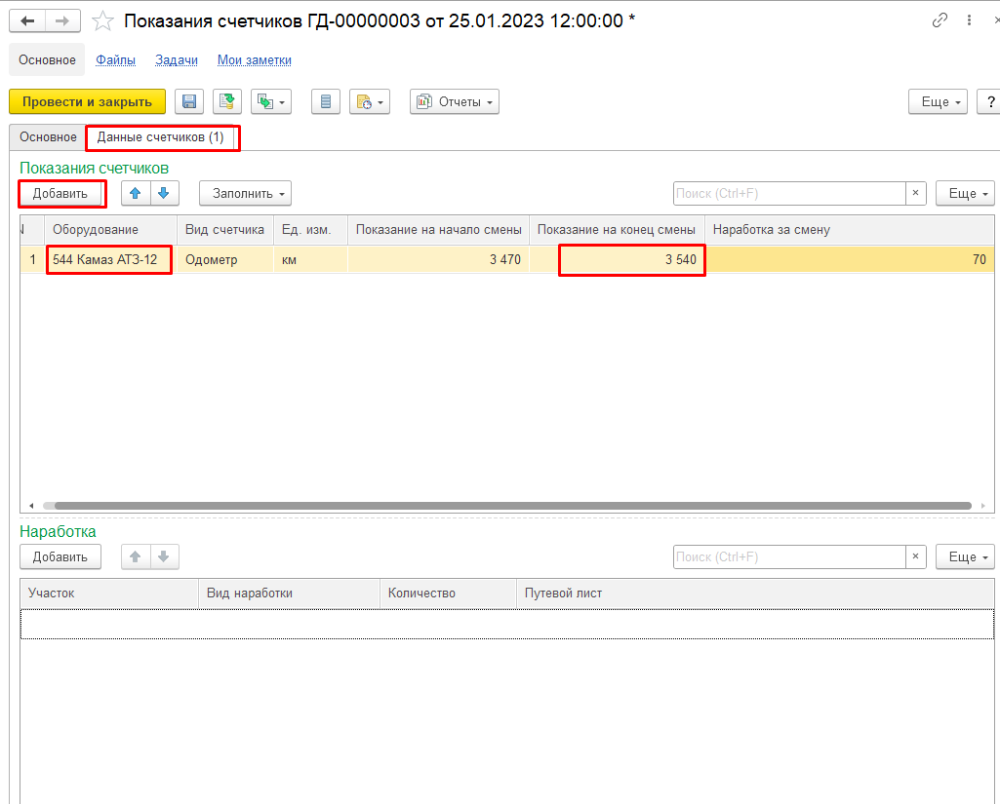 Показания счетчиков ГД-00000003 от 25.01.2023 12:00:00 *
Основное Файлы Задачи Мои заметки
Провести и закрыть Отчеты Еще ?
Основное Данные счетчиков (1)
Показания счетчиков
Добавить Заполнить Поиск (Ctrl+F) × Еще
N Оборудование Вид счетчика Ед. изм. Показание на начало смены Показание на конец смены Наработка за смену
1 544 Камаз АТЗ-12 Одометр км 3 470 3 540 70
Наработка
Добавить Поиск (Ctrl+F) × Еще
Участок Вид наработки Количество Путевой лист